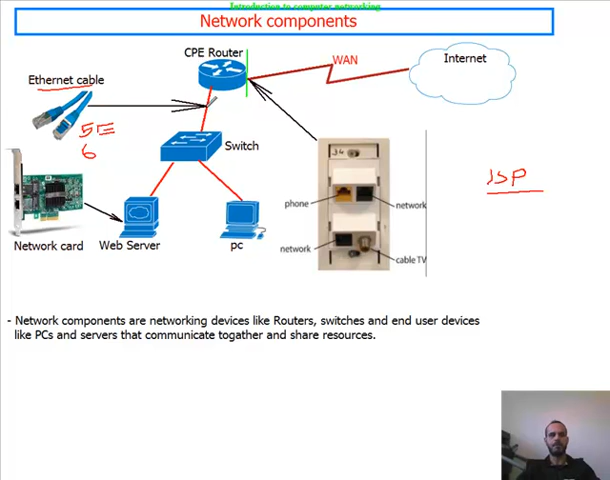 Introduction to computer networking
Network components
CPE Router
WAN
Internet
Ethernet cable
5E
6
Switch
ISP
phone
network
network
cable TV
Network card
Web Server
pc
- Network components are networking devices like Routers, switches and end user devices
like PCs and servers that communicate togather and share resources.